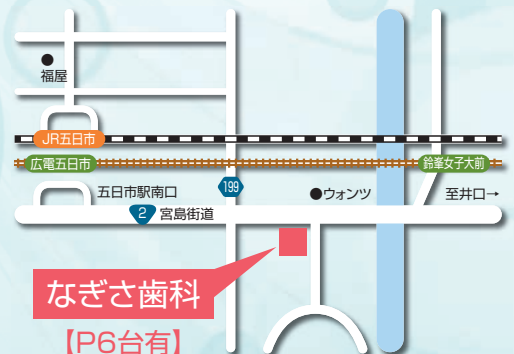 ●
福屋
JR五日市
広電五日市
鈴峯女子大前
五日市駅南口
199
●ウォンツ
至井口→
2
宮島街道
なぎさ歯科
【P6台有】